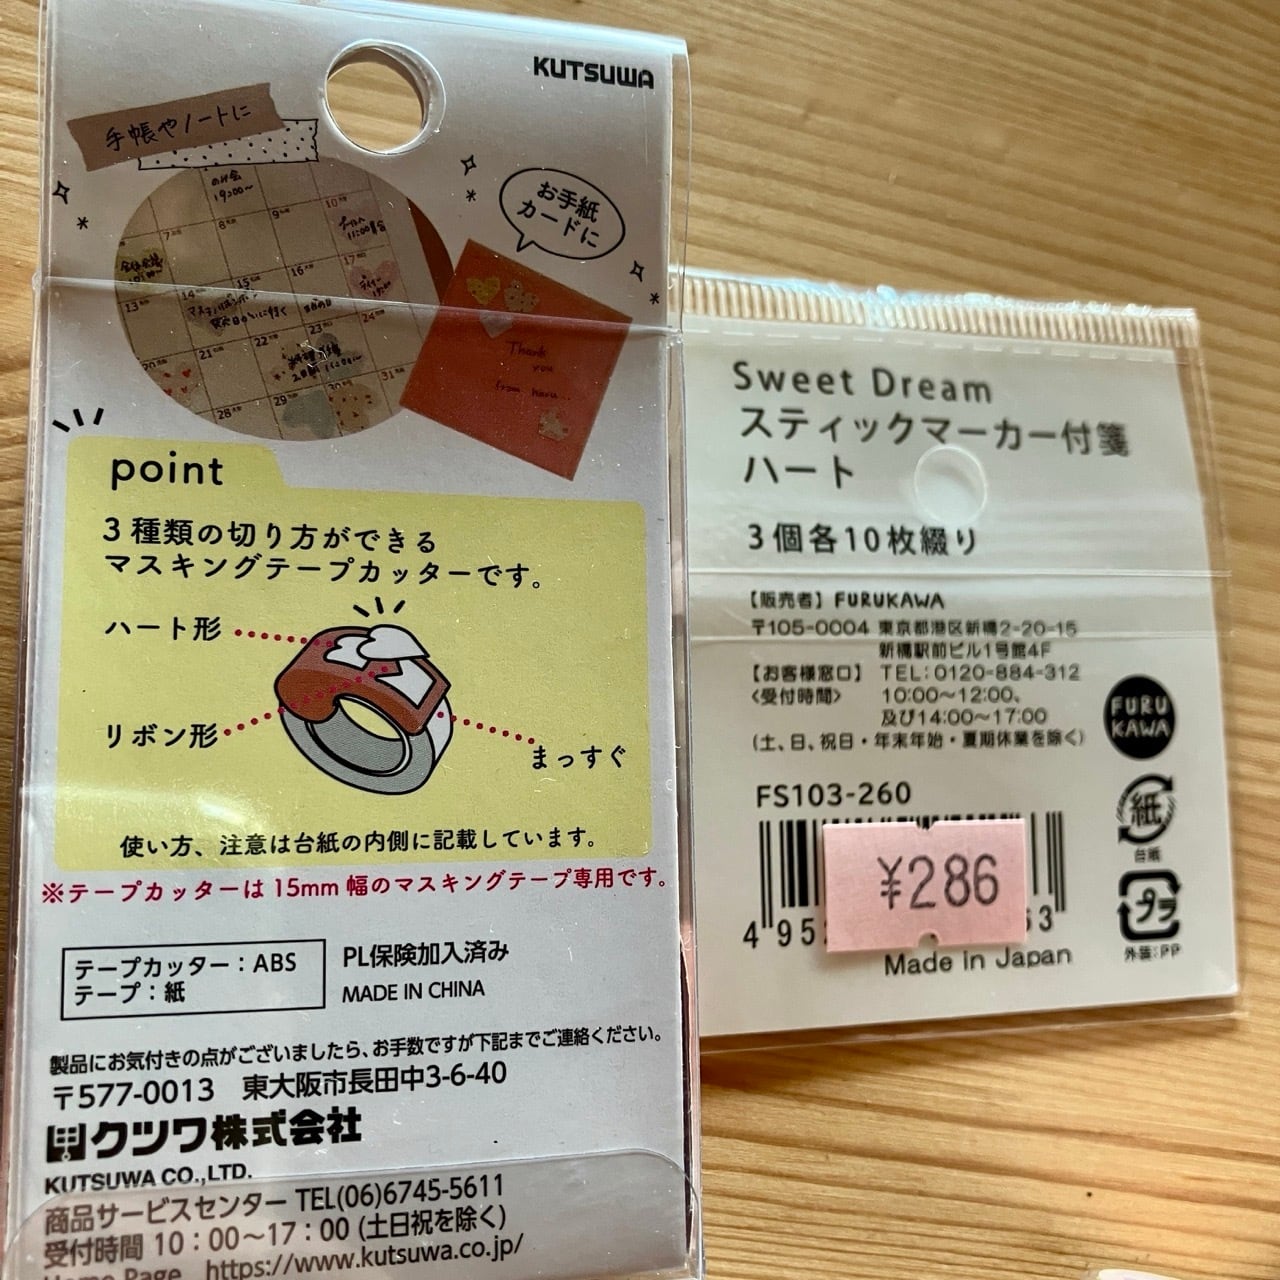 KUTSUWA
手帳やノートに
お手紙
カードに
のみ会
19:00~
Thank
you
from haru..
point
3種類の切り方ができる
マスキングテープカッターです。
ハート形
リボン形
まっすぐ
使い方、注意は台紙の内側に記載しています。
※テープカッターは15mm幅のマスキングテープ専用です。
テープカッター:ABS
テープ:紙
PL保険加入済み
MADE IN CHINA
製品にお気付きの点がございましたら、お手数ですが下記までご連絡ください。
〒577-0013 東大阪市長田中3-6-40
クツワ株式会社
KUTSUWA CO.,LTD.
商品サービスセンター TEL(06)6745-5611
受付時間 10:00~17:00 (土日祝を除く)
Home Page https://www.kutsuwa.co.jp/
Sweet Dream
スティックマーカー付箋
ハート
3個各10枚綴り
【販売者】FURUKAWA
〒105-0004 東京都港区新橋2-20-15
新橋駅前ビル1号館4F
【お客様窓口】 TEL:0120-884-312
<受付時間> 10:00~12:00、
及び14:00~17:00
(土、日、祝日・年末年始・夏期休業を除く)
FURU
KAWA
FS103-260
紙
台紙
¥286
プラ
外装:PP
Made in Japan